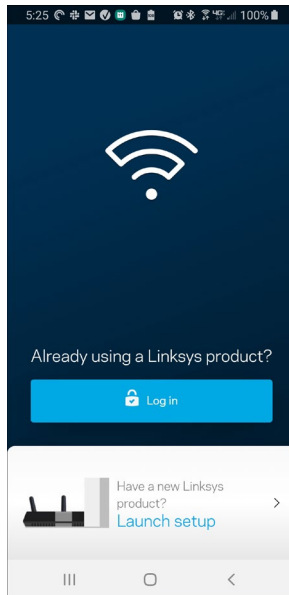 5:25 100%
Already using a Linksys product?
Log in
Have a new Linksys
product?
Launch setup